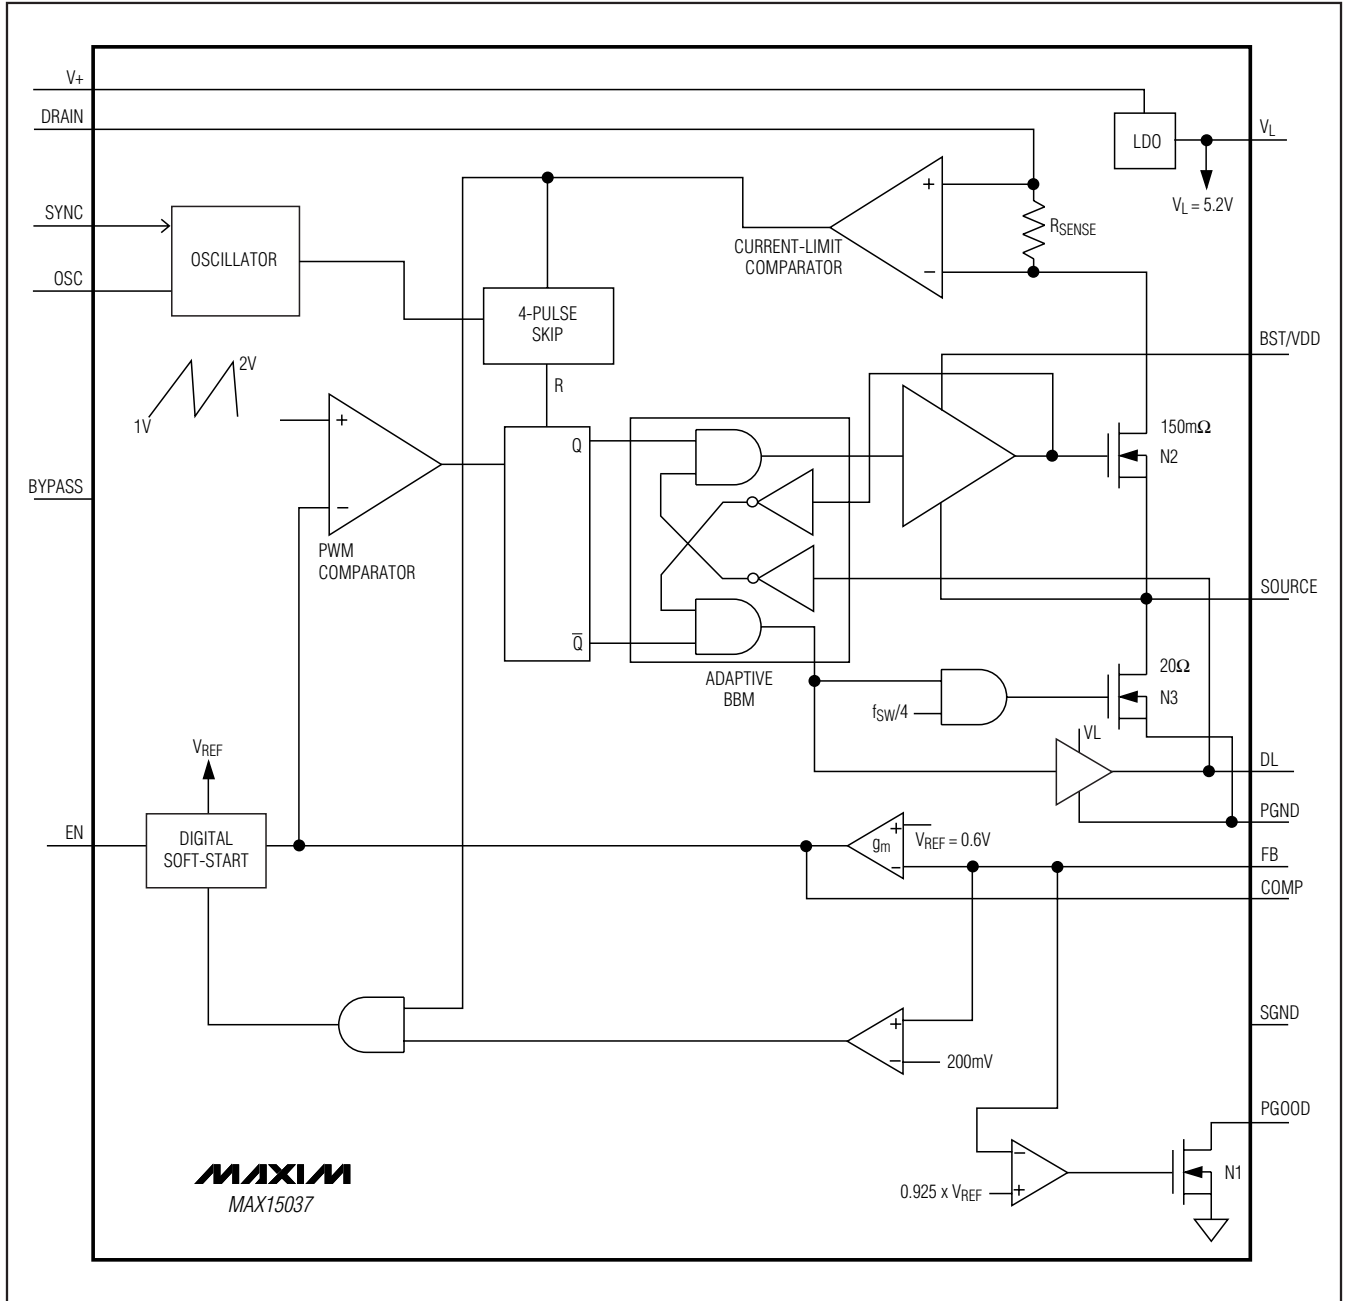 V+
DRAIN
LDO
VL
VL = 5.2V
SYNC
OSCILLATOR
OSC
CURRENT-LIMIT
COMPARATOR
+
−
RSENSE
4-PULSE
SKIP
R
2V
1V
BST/VDD
+
−
PWM
COMPARATOR
Q
Q̅
150mΩ
N2
BYPASS
SOURCE
ADAPTIVE
BBM
20Ω
N3
fSW/4
VL
DL
PGND
VREF
EN
DIGITAL
SOFT-START
gm
+
−
VREF = 0.6V
FB
COMP
SGND
+
−
200mV
PGOOD
−
+
0.925 x VREF
N1
MAXIM
MAX15037